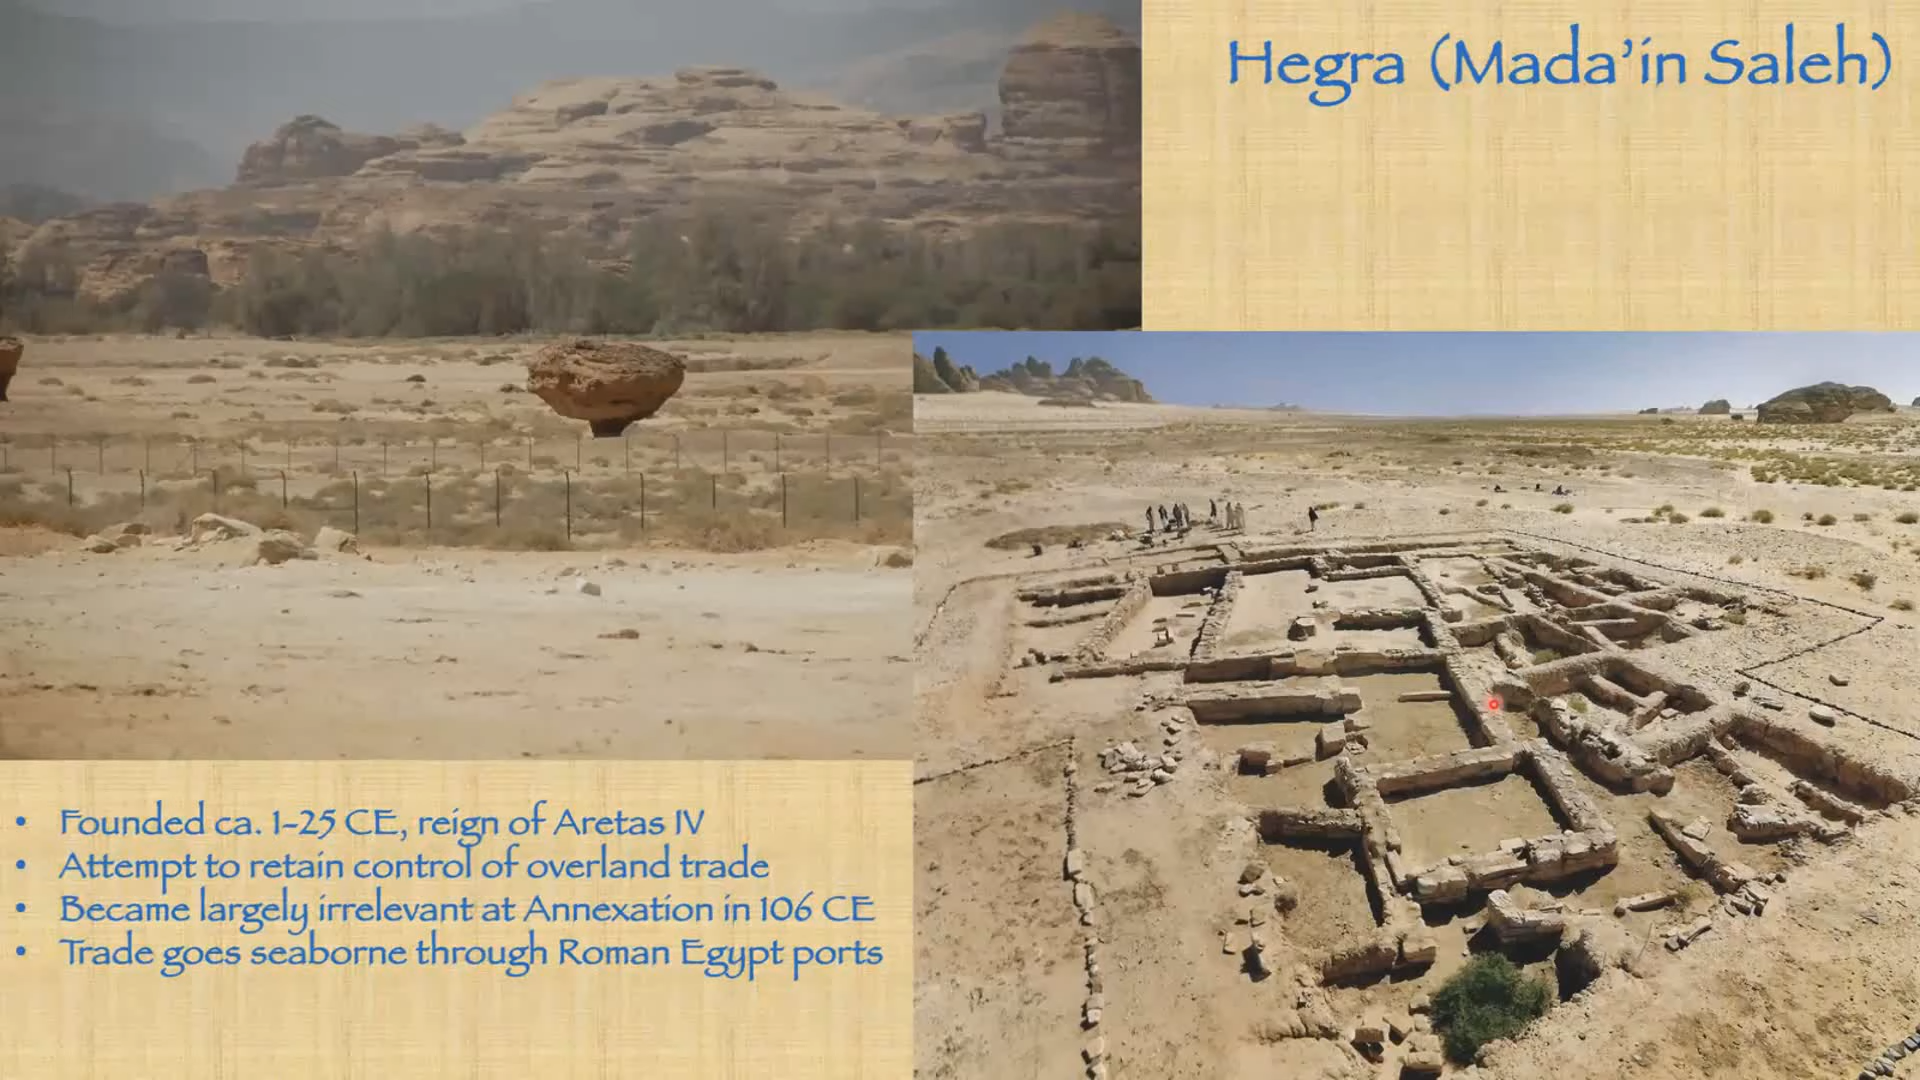 Hegra (Mada'in Saleh)
• Founded ca. 1-25 CE, reign of Aretas IV
• Attempt to retain control of overland trade
• Became largely irrelevant at Annexation in 106 CE
• Trade goes seaborne through Roman Egypt ports